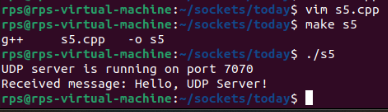 rps@rps-virtual-machine:~/sockets/today$ vim s5.cpp
rps@rps-virtual-machine:~/sockets/today$ make s5
g++     s5.cpp   -o s5
rps@rps-virtual-machine:~/sockets/today$ ./s5
UDP server is running on port 7070
Received message: Hello, UDP Server!
rps@rps-virtual-machine:~/sockets/today$